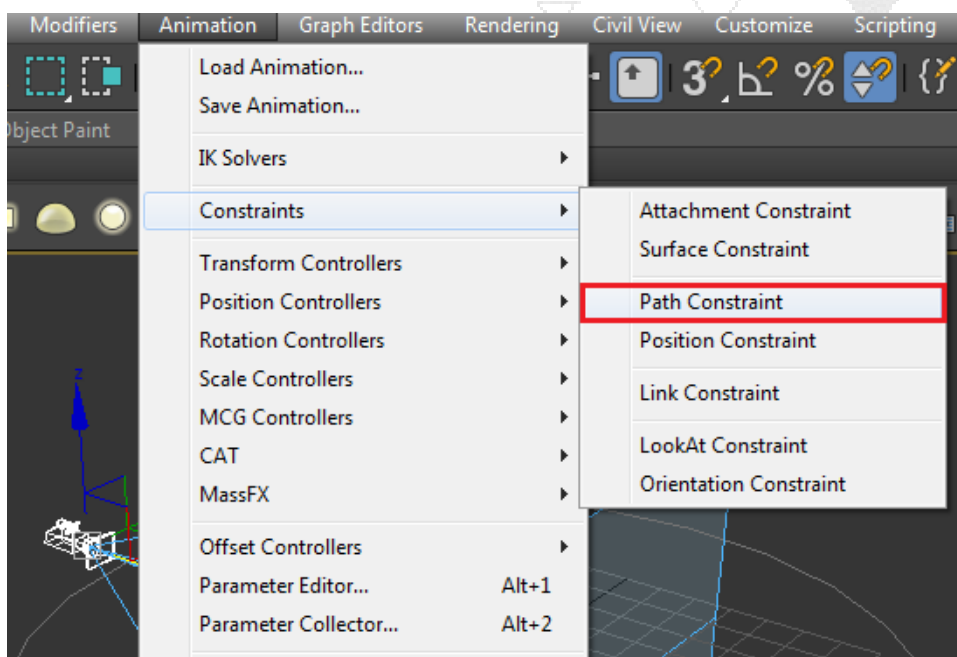 Modifiers Animation Graph Editors Rendering Civil View Customize Scripting
3 %
Object Paint
Load Animation...
Save Animation...
IK Solvers
Constraints
Transform Controllers
Position Controllers
Rotation Controllers
Scale Controllers
MCG Controllers
CAT
MassFX
Offset Controllers
Parameter Editor... Alt+1
Parameter Collector... Alt+2
Attachment Constraint
Surface Constraint
Path Constraint
Position Constraint
Link Constraint
LookAt Constraint
Orientation Constraint
z